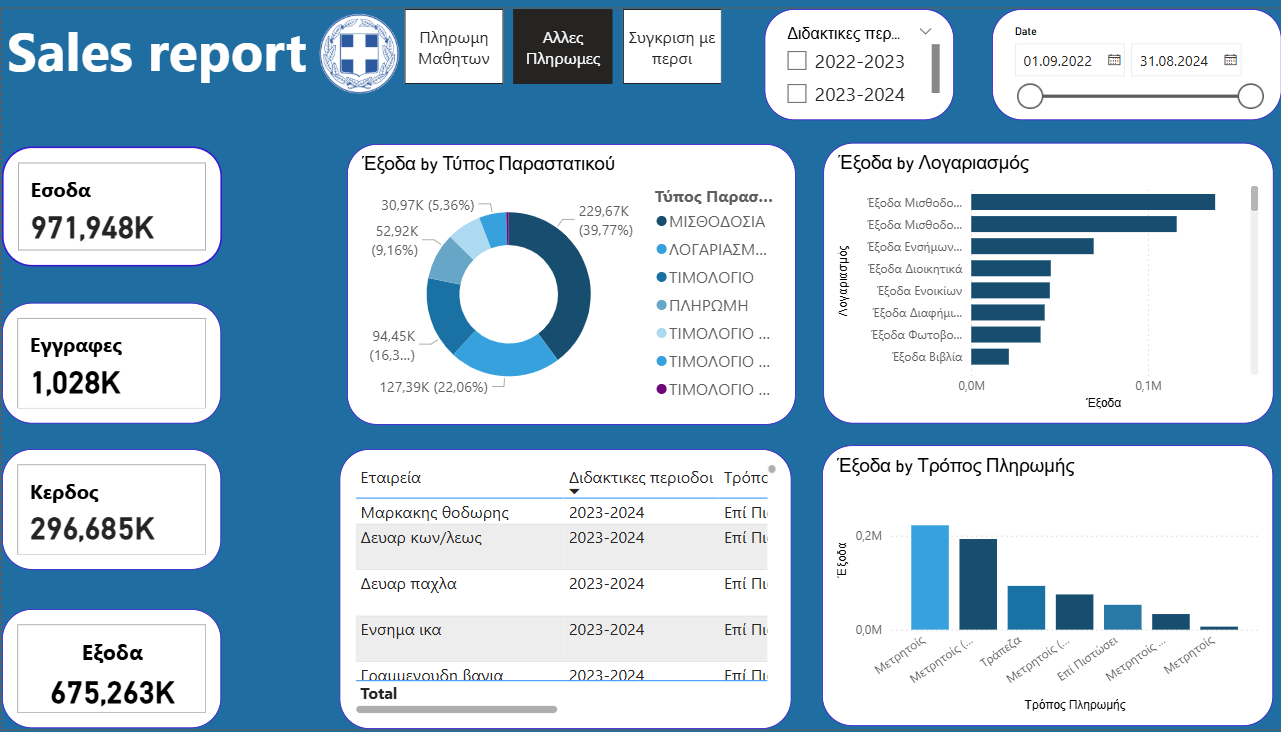 Sales report
Πληρωμη
Μαθητων
Αλλες
Πληρωμες
Συγκριση με
περσι
Διδακτικες περ...
2022-2023
2023-2024
Date
01.09.2022
31.08.2024
Εσοδα
971,948K
Εγγραφες
1,028K
Κερδος
296,685K
Εξοδα
675,263K
Έξοδα by Τύπος Παραστατικού
30,97K (5,36%)
52,92K
(9,16%)
94,45K
(16,3...)
127,39K (22,06%)
229,67K
(39,77%)
Τύπος Παρασ...
ΜΙΣΘΟΔΟΣΙΑ
ΛΟΓΑΡΙΑΣΜ...
ΤΙΜΟΛΟΓΙΟ
ΠΛΗΡΩΜΗ
ΤΙΜΟΛΟΓΙΟ ...
ΤΙΜΟΛΟΓΙΟ ...
ΤΙΜΟΛΟΓΙΟ ...
Έξοδα by Λογαριασμός
Λογαριασμός
Έξοδα Μισθοδο...
Έξοδα Μισθοδο...
Έξοδα Ενσήμων...
Έξοδα Διοικητικά
Έξοδα Ενοικίων
Έξοδα Διαφήμι...
Έξοδα Φωτοβο...
Έξοδα Βιβλία
0,0M 0,1M
Έξοδα
Εταιρεία Διδακτικες περιοδοι Τρόπο
Μαρκακης θοδωρης 2023-2024 Επί Πι
Δευαρ κων/λεως 2023-2024 Επί Πι
Δευαρ παχλα 2023-2024 Επί Πι
Ενσημα ικα 2023-2024 Επί Πι
Γραμμενουδη βανια 2023-2024 Επί Πι
Total
Έξοδα by Τρόπος Πληρωμής
Έξοδα
0,2M
0,0M
Μετρητοίς
Μετρητοίς (...
Τράπεζα
Μετρητοίς (...
Επί Πιστώσει
Μετρητοίς ...
Μετρητοίς
Τρόπος Πληρωμής